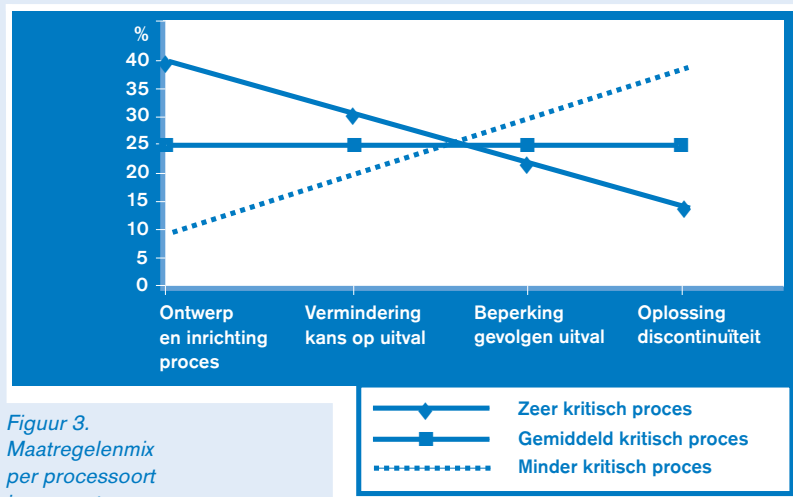 %
40
35
30
25
20
15
10
5
0
Ontwerp
en inrichting
proces
Vermindering
kans op uitval
Beperking
gevolgen uitval
Oplossing
discontinuïteit
Zeer kritisch proces
Gemiddeld kritisch proces
Minder kritisch proces
Figuur 3.
Maatregelenmix
per processoort